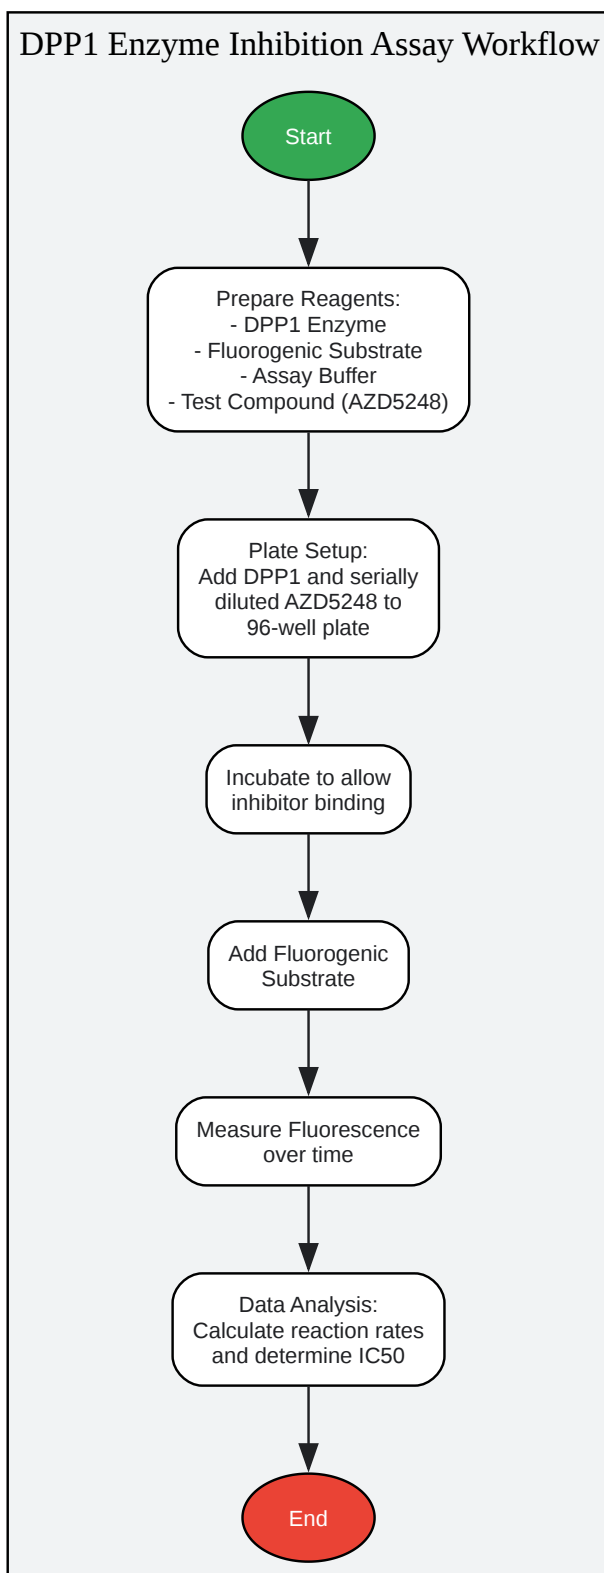 DPP1 Enzyme Inhibition Assay Workflow
Start
Prepare Reagents:
- DPP1 Enzyme
- Fluorogenic Substrate
- Assay Buffer
- Test Compound (AZD5248)
Plate Setup:
Add DPP1 and serially
diluted AZD5248 to
96-well plate
Incubate to allow
inhibitor binding
Add Fluorogenic
Substrate
Measure Fluorescence
over time
Data Analysis:
Calculate reaction rates
and determine IC50
End